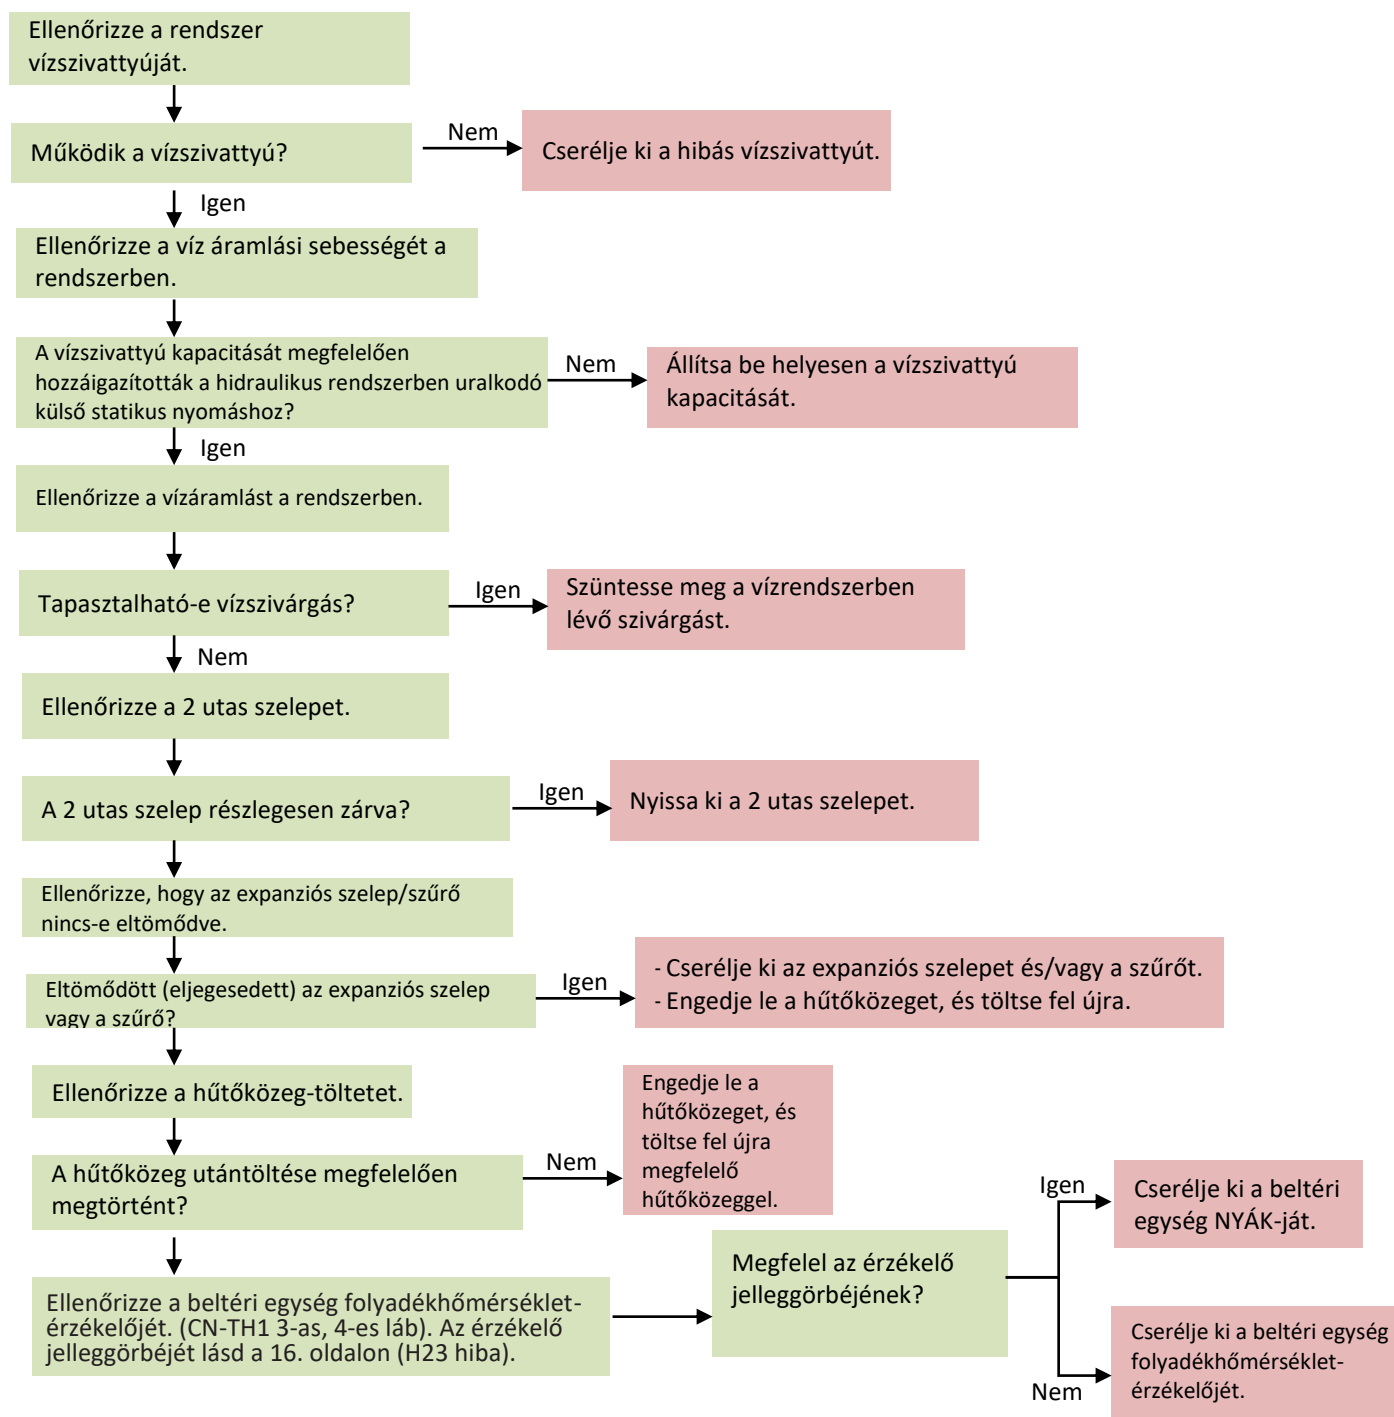 Ellenőrizze a rendszer
vízszivattyúját.
Működik a vízszivattyú?
Nem
Cserélje ki a hibás vízszivattyút.
Igen
Ellenőrizze a víz áramlási sebességét a
rendszerben.
A vízszivattyú kapacitását megfelelően
hozzáigazították a hidraulikus rendszerben uralkodó
külső statikus nyomáshoz?
Nem
Állítsa be helyesen a vízszivattyú
kapacitását.
Igen
Ellenőrizze a vízáramlást a rendszerben.
Tapasztalható-e vízszivárgás?
Igen
Szüntesse meg a vízrendszerben
lévő szivárgást.
Nem
Ellenőrizze a 2 utas szelepet.
A 2 utas szelep részlegesen zárva?
Igen
Nyissa ki a 2 utas szelepet.
Ellenőrizze, hogy az expanziós szelep/szűrő
nincs-e eltömődve.
Eltömődött (eljegesedett) az expanziós szelep
vagy a szűrő?
Igen
- Cserélje ki az expanziós szelepet és/vagy a szűrőt.
- Engedje le a hűtőközeget, és töltse fel újra.
Ellenőrizze a hűtőközeg-töltetet.
A hűtőközeg utántöltése megfelelően
megtörtént?
Nem
Engedje le a
hűtőközeget, és
töltse fel újra
megfelelő
hűtőközeggel.
Ellenőrizze a beltéri egység folyadékhőmérséklet-
érzékelőjét. (CN-TH1 3-as, 4-es láb). Az érzékelő
jelleggörbéjét lásd a 16. oldalon (H23 hiba).
Megfelel az érzékelő
jelleggörbéjének?
Igen
Cserélje ki a beltéri
egység NYÁK-ját.
Nem
Cserélje ki a beltéri egység
folyadékhőmérséklet-
érzékelőjét.